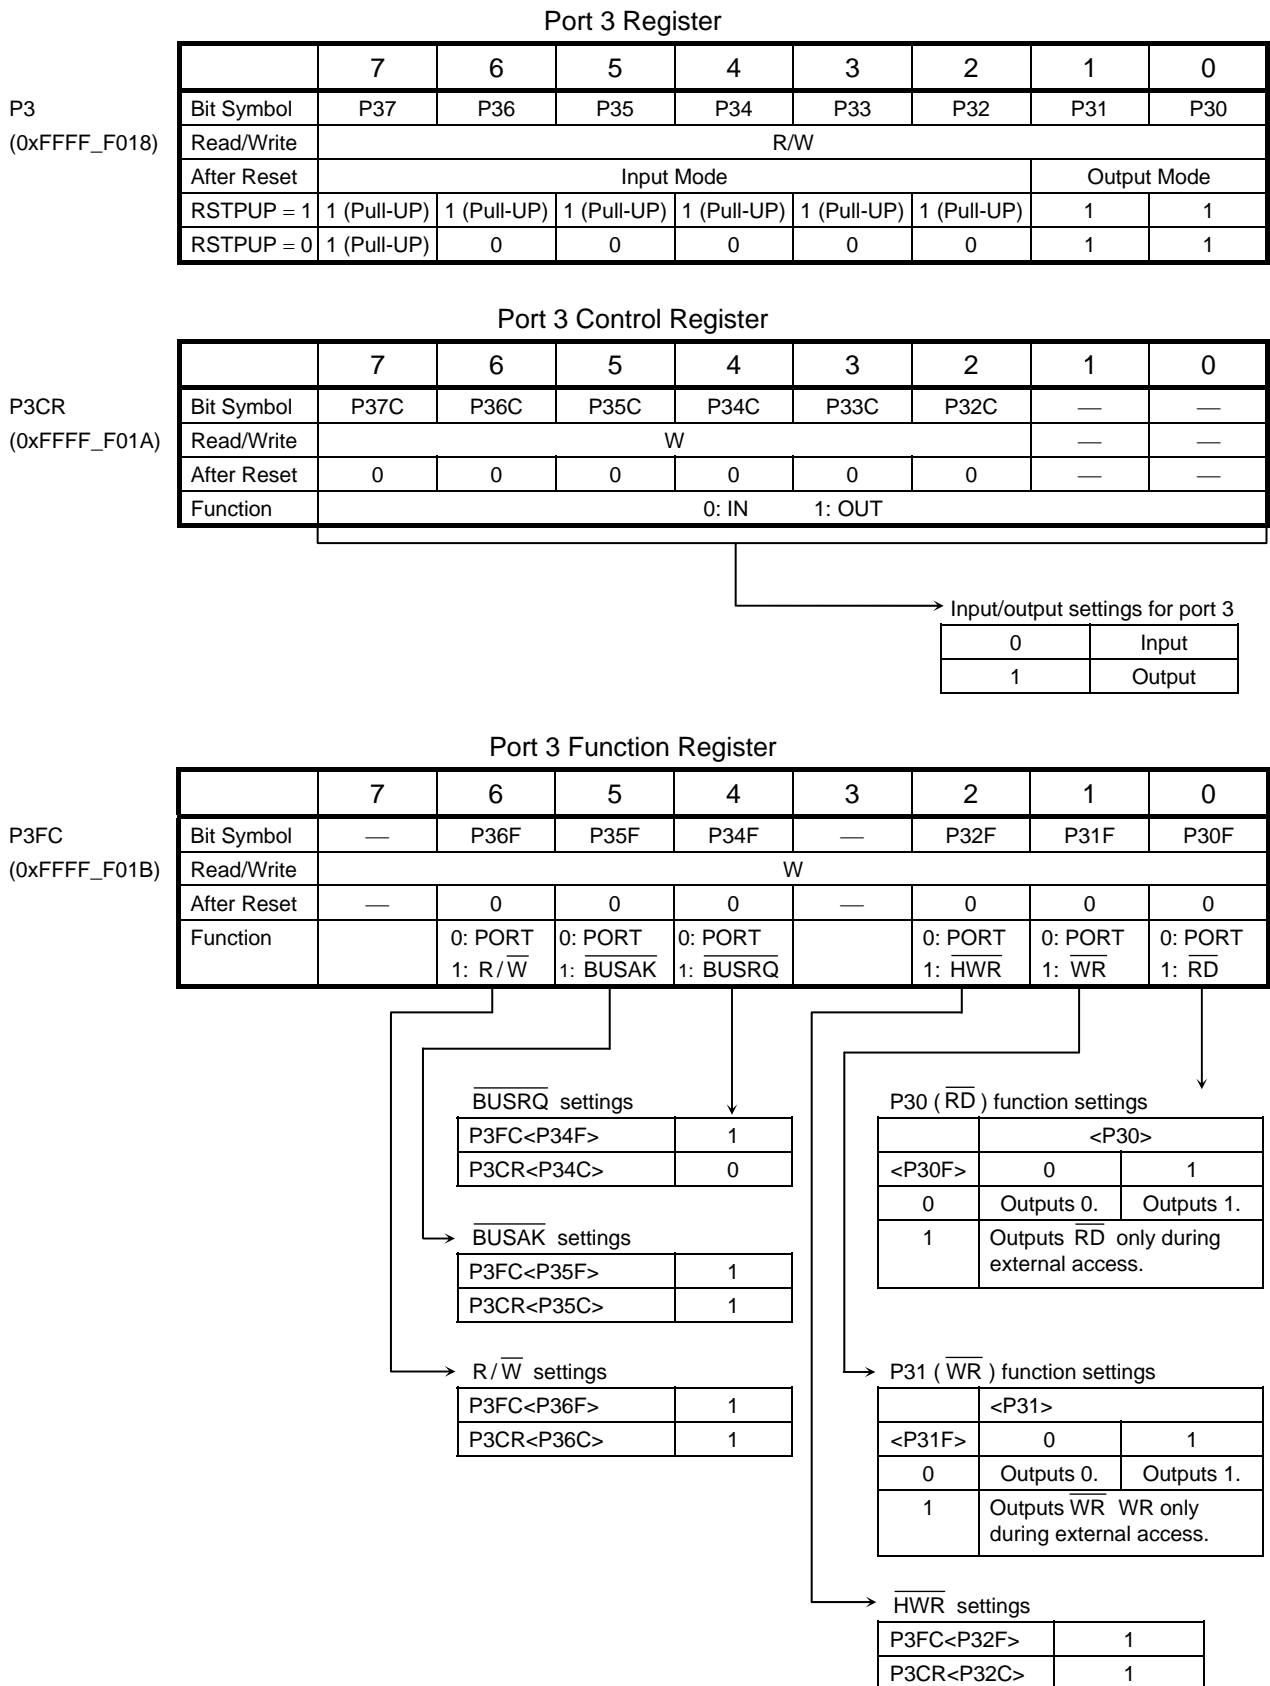 Port 3 Register
7 6 5 4 3 2 1 0
P3 Bit Symbol P37 P36 P35 P34 P33 P32 P31 P30
(0xFFFF_F018) Read/Write R/W
After Reset Input Mode Output Mode
RSTPUP = 1 1 (Pull-UP) 1 (Pull-UP) 1 (Pull-UP) 1 (Pull-UP) 1 (Pull-UP) 1 (Pull-UP) 1 1
RSTPUP = 0 1 (Pull-UP) 0 0 0 0 0 1 1
Port 3 Control Register
7 6 5 4 3 2 1 0
P3CR Bit Symbol P37C P36C P35C P34C P33C P32C — —
(0xFFFF_F01A) Read/Write W — —
After Reset 0 0 0 0 0 0 — —
Function 0: IN 1: OUT
Input/output settings for port 3
0 Input
1 Output
Port 3 Function Register
7 6 5 4 3 2 1 0
P3FC Bit Symbol — P36F P35F P34F — P32F P31F P30F
(0xFFFF_F01B) Read/Write W
After Reset — 0 0 0 — 0 0 0
Function 0: PORT 0: PORT 0: PORT 0: PORT 0: PORT 0: PORT
1: R/W̅ 1: B̅U̅S̅A̅K̅ 1: B̅U̅S̅R̅Q̅ 1: H̅W̅R̅ 1: W̅R̅ 1: R̅D̅
B̅U̅S̅R̅Q̅ settings
P3FC<P34F> 1
P3CR<P34C> 0
B̅U̅S̅A̅K̅ settings
P3FC<P35F> 1
P3CR<P35C> 1
R/W̅ settings
P3FC<P36F> 1
P3CR<P36C> 1
P30 ( R̅D̅ ) function settings
<P30>
<P30F> 0 1
0 Outputs 0. Outputs 1.
1 Outputs R̅D̅ only during
external access.
P31 ( W̅R̅ ) function settings
<P31>
<P31F> 0 1
0 Outputs 0. Outputs 1.
1 Outputs W̅R̅ WR only
during external access.
H̅W̅R̅ settings
P3FC<P32F> 1
P3CR<P32C> 1